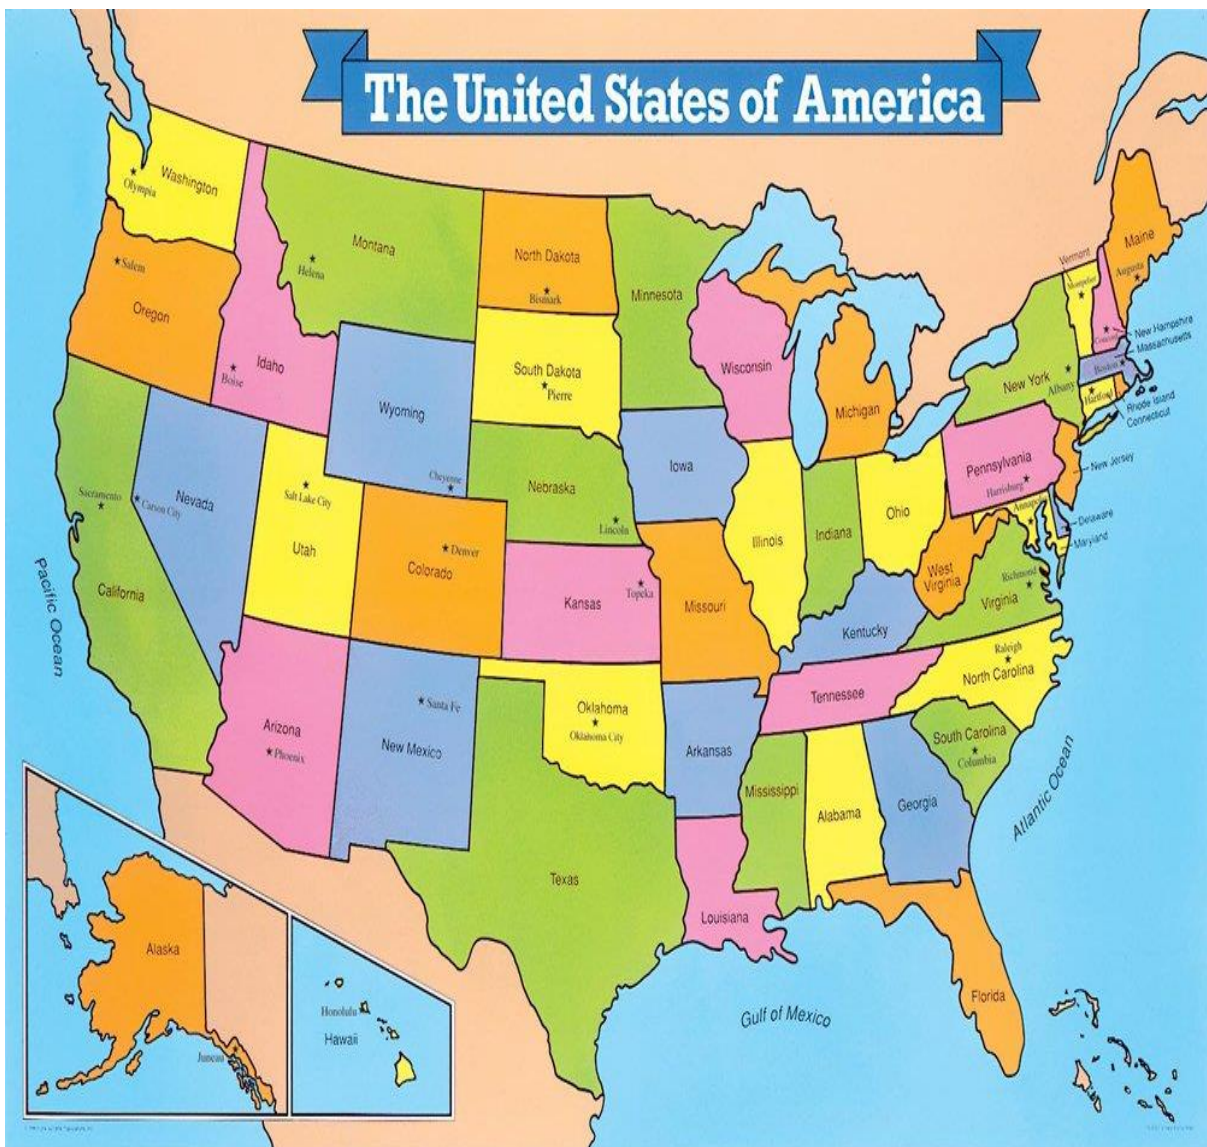 The United States of America
Washington
Olympia
Montana
Helena
North Dakota
Bismark
Minnesota
Salem
Oregon
Idaho
Boise
Wyoming
Cheyenne
South Dakota
Pierre
Wisconsin
Michigan
Maine
Augusta
Vermont
Montpelier
New Hampshire
Concord
Massachusetts
Boston
New York
Albany
Hartford
Rhode Island
Connecticut
Sacramento
California
Carson City
Nevada
Salt Lake City
Utah
Denver
Colorado
Nebraska
Lincoln
Iowa
Illinois
Indiana
Ohio
Pennsylvania
Harrisburg
New Jersey
Annapolis
Delaware
Maryland
Kansas
Topeka
Missouri
Kentucky
West
Virginia
Richmond
Virginia
Pacific Ocean
Arizona
Phoenix
Santa Fe
New Mexico
Oklahoma
Oklahoma City
Arkansas
Tennessee
Raleigh
North Carolina
South Carolina
Columbia
Mississippi
Alabama
Georgia
Atlantic Ocean
Texas
Louisiana
Florida
Gulf of Mexico
Alaska
Juneau
Honolulu
Hawaii